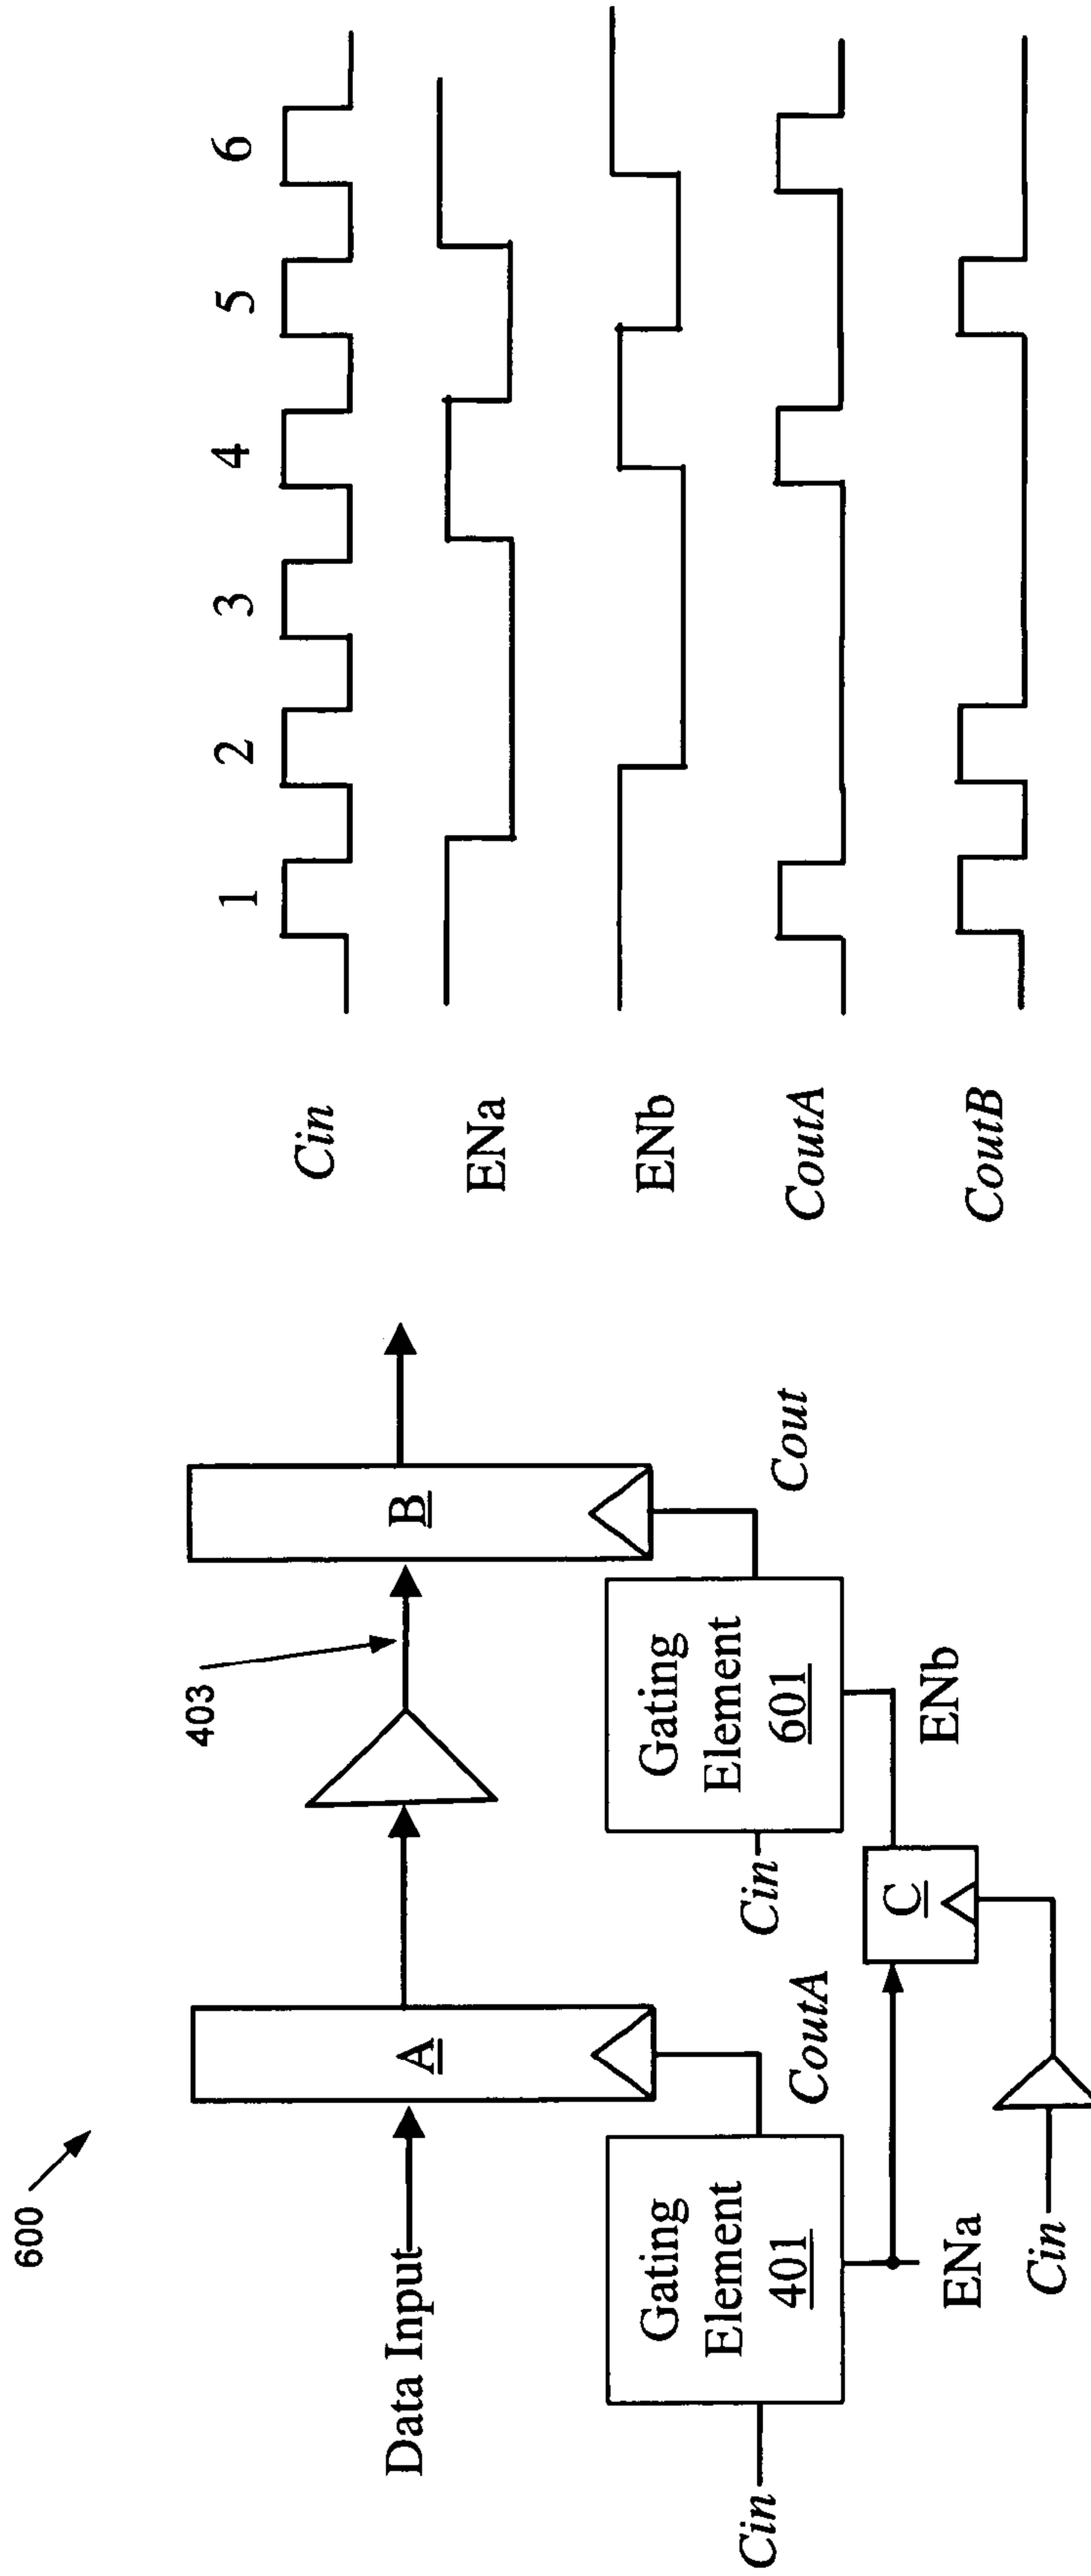 600
403
Data Input
A
B
Cin
Gating
Element
401
CoutA
Cin
Gating
Element
601
Cout
ENa
C
ENb
Cin
1 2 3 4 5 6
Cin
ENa
ENb
CoutA
CoutB